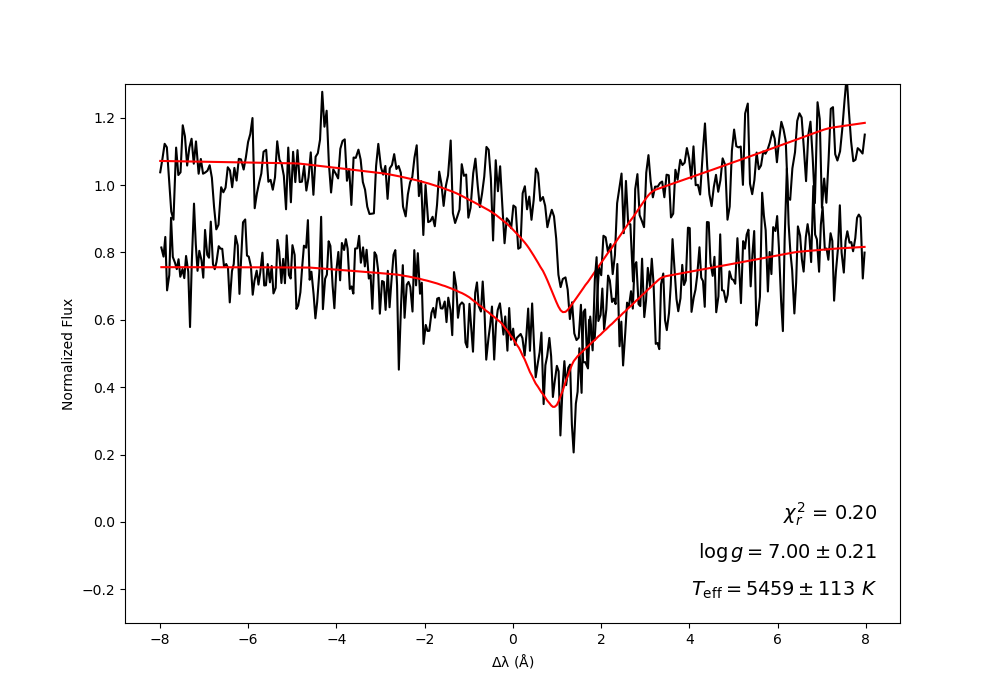 1.2
1.0
0.8
0.6
0.4
0.2
0.0
−0.2
Normalized Flux
χ²ᵣ = 0.20
log g = 7.00 ± 0.21
T_eff = 5459 ± 113 K
−8 −6 −4 −2 0 2 4 6 8
Δλ (Å)